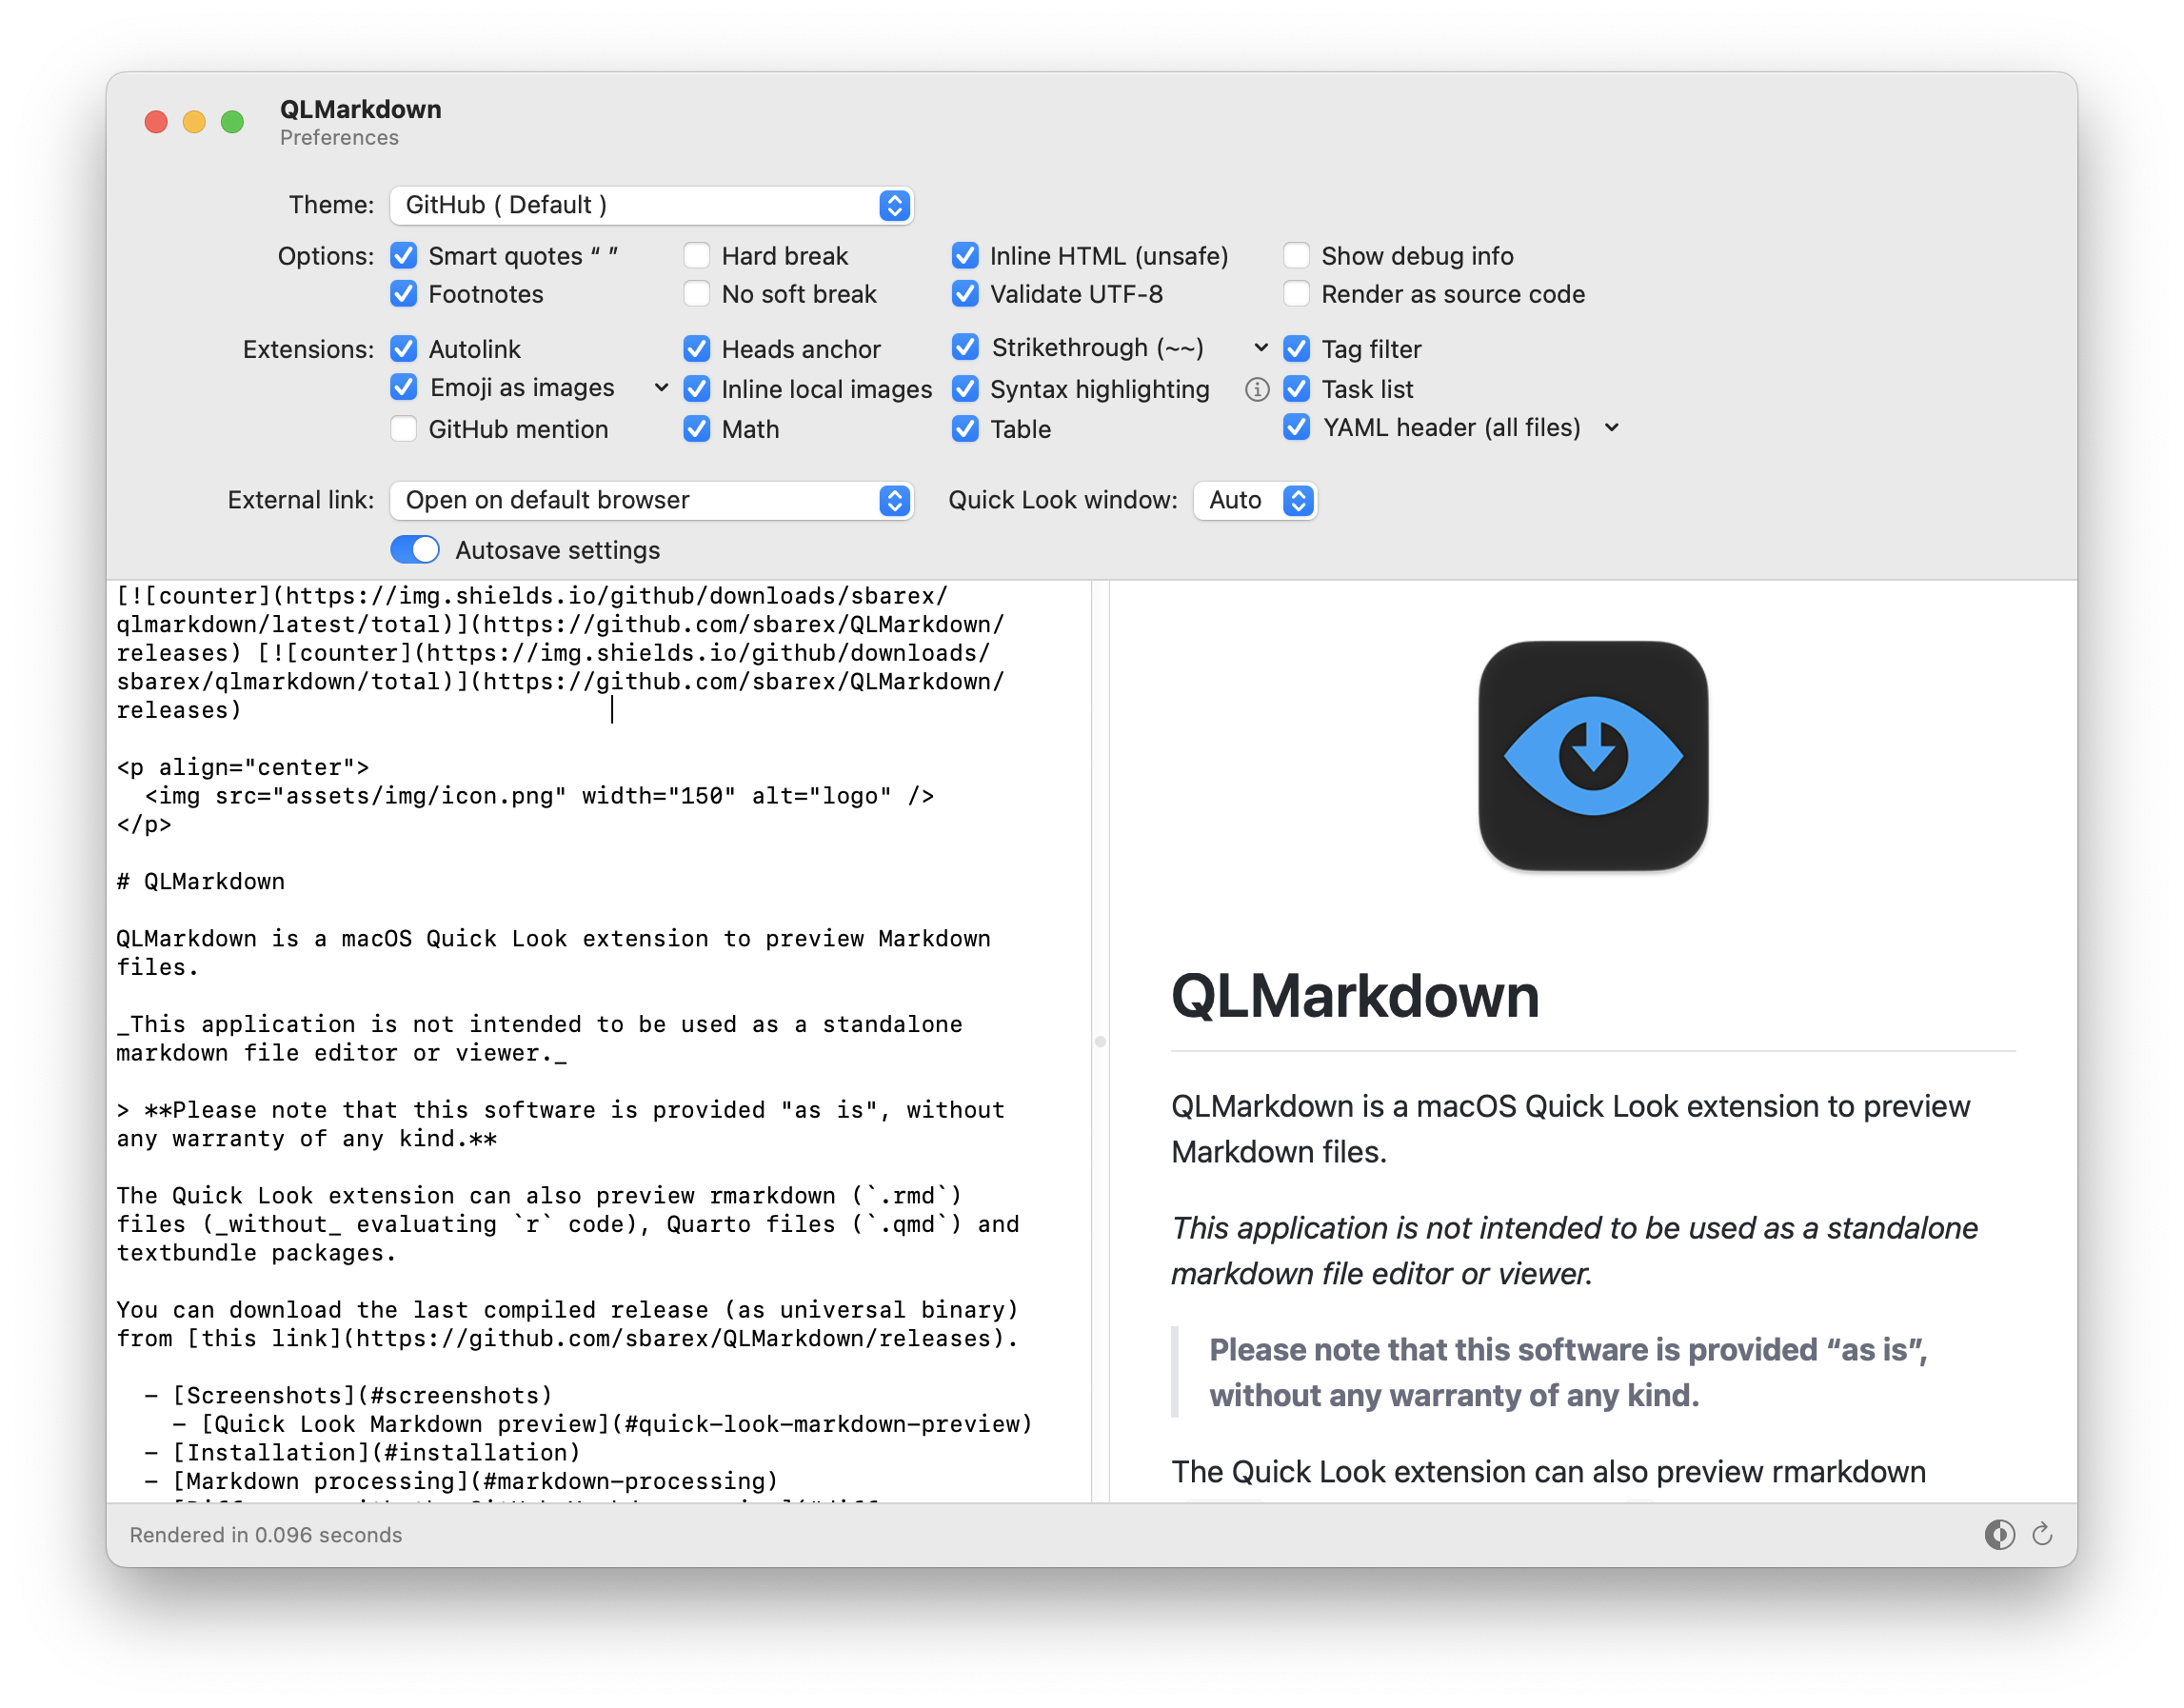 QLMarkdown
Preferences
Theme: GitHub ( Default )
Options: Smart quotes “ ” Hard break Inline HTML (unsafe) Show debug info
Footnotes No soft break Validate UTF-8 Render as source code
Extensions: Autolink Heads anchor Strikethrough (~~) Tag filter
Emoji as images Inline local images Syntax highlighting Task list
GitHub mention Math Table YAML header (all files)
External link: Open on default browser Quick Look window: Auto
Autosave settings
[![counter](https://img.shields.io/github/downloads/sbarex/
qlmarkdown/latest/total)](https://github.com/sbarex/QLMarkdown/
releases) [![counter](https://img.shields.io/github/downloads/
sbarex/qlmarkdown/total)](https://github.com/sbarex/QLMarkdown/
releases)
<p align="center">
  <img src="assets/img/icon.png" width="150" alt="logo" />
</p>
# QLMarkdown
QLMarkdown is a macOS Quick Look extension to preview Markdown
files.
_This application is not intended to be used as a standalone
markdown file editor or viewer._
> **Please note that this software is provided "as is", without
any warranty of any kind.**
The Quick Look extension can also preview rmarkdown (`.rmd`)
files (_without_ evaluating `r` code), Quarto files (`.qmd`) and
textbundle packages.
You can download the last compiled release (as universal binary)
from [this link](https://github.com/sbarex/QLMarkdown/releases).
  - [Screenshots](#screenshots)
    - [Quick Look Markdown preview](#quick-look-markdown-preview)
  - [Installation](#installation)
  - [Markdown processing](#markdown-processing)
QLMarkdown
QLMarkdown is a macOS Quick Look extension to preview
Markdown files.
This application is not intended to be used as a standalone
markdown file editor or viewer.
Please note that this software is provided “as is”,
without any warranty of any kind.
The Quick Look extension can also preview rmarkdown
Rendered in 0.096 seconds